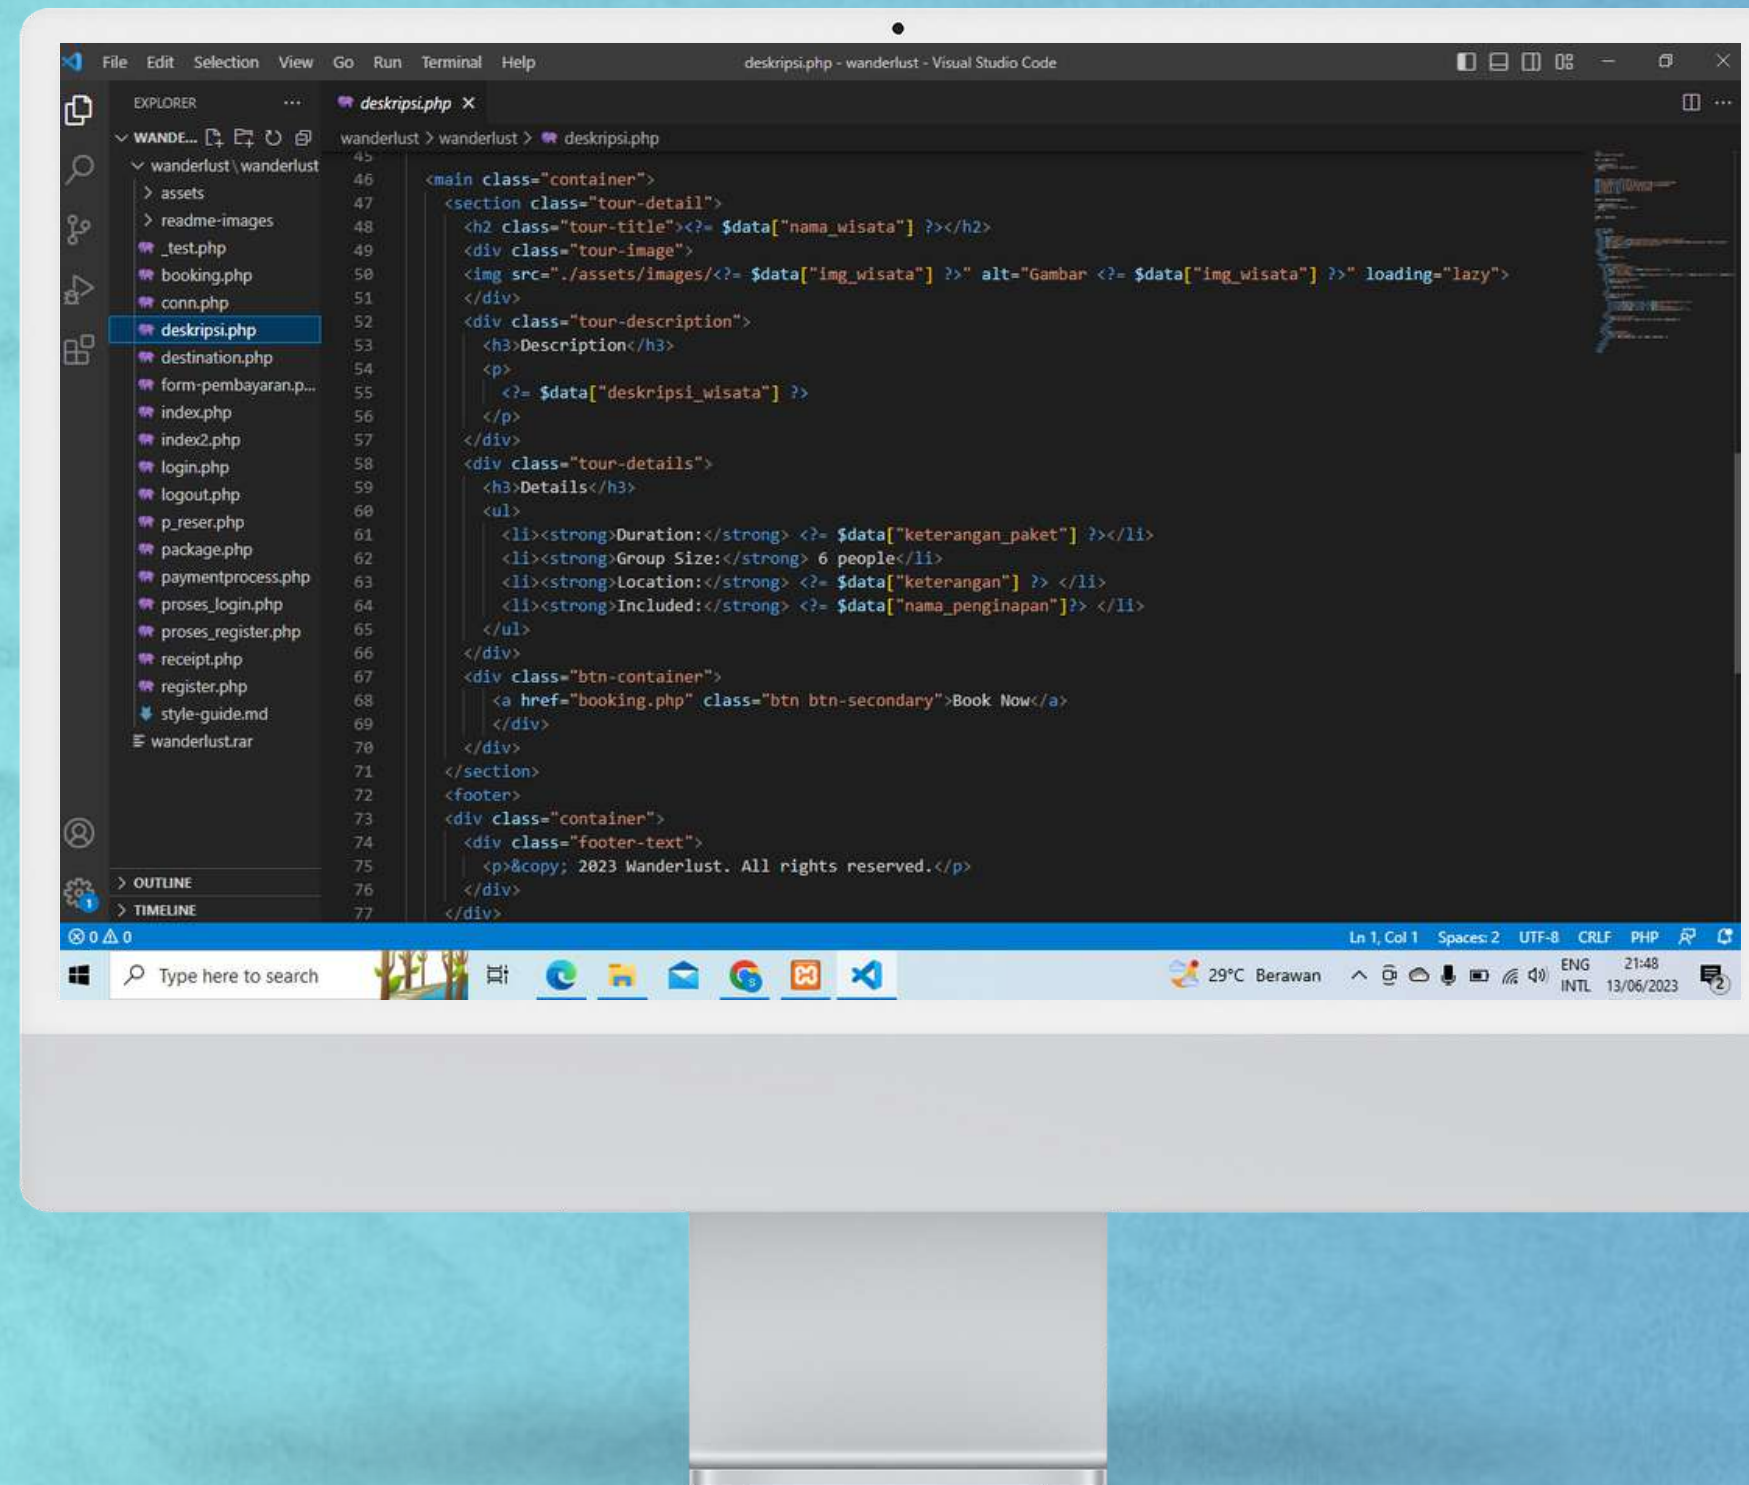 File Edit Selection View Go Run Terminal Help
deskripsi.php - wanderlust - Visual Studio Code
EXPLORER
WANDE...
wanderlust\wanderlust
assets
readme-images
_test.php
booking.php
conn.php
deskripsi.php
destination.php
form-pembayaran.p...
index.php
index2.php
login.php
logout.php
p_reser.php
package.php
paymentprocess.php
proses_login.php
proses_register.php
receipt.php
register.php
style-guide.md
wanderlust.rar
OUTLINE
TIMELINE
deskripsi.php
wanderlust > wanderlust > deskripsi.php
45
46 <main class="container">
47 <section class="tour-detail">
48 <h2 class="tour-title"><?= $data["nama_wisata"] ?></h2>
49 <div class="tour-image">
50 <img src="./assets/images/<?= $data["img_wisata"] ?>" alt="Gambar <?= $data["img_wisata"] ?>" loading="lazy">
51 </div>
52 <div class="tour-description">
53 <h3>Description</h3>
54 <p>
55 <?= $data["deskripsi_wisata"] ?>
56 </p>
57 </div>
58 <div class="tour-details">
59 <h3>Details</h3>
60 <ul>
61 <li><strong>Duration:</strong> <?= $data["keterangan_paket"] ?></li>
62 <li><strong>Group Size:</strong> 6 people</li>
63 <li><strong>Location:</strong> <?= $data["keterangan"] ?> </li>
64 <li><strong>Included:</strong> <?= $data["nama_penginapan"]?> </li>
65 </ul>
66 </div>
67 <div class="btn-container">
68 <a href="booking.php" class="btn btn-secondary">Book Now</a>
69 </div>
70 </div>
71 </section>
72 <footer>
73 <div class="container">
74 <div class="footer-text">
75 <p>&copy; 2023 Wanderlust. All rights reserved.</p>
76 </div>
77 </div>
1
0 0
Ln 1, Col 1 Spaces: 2 UTF-8 CRLF PHP
Type here to search
29°C Berawan
ENG
INTL
21:48
13/06/2023
2